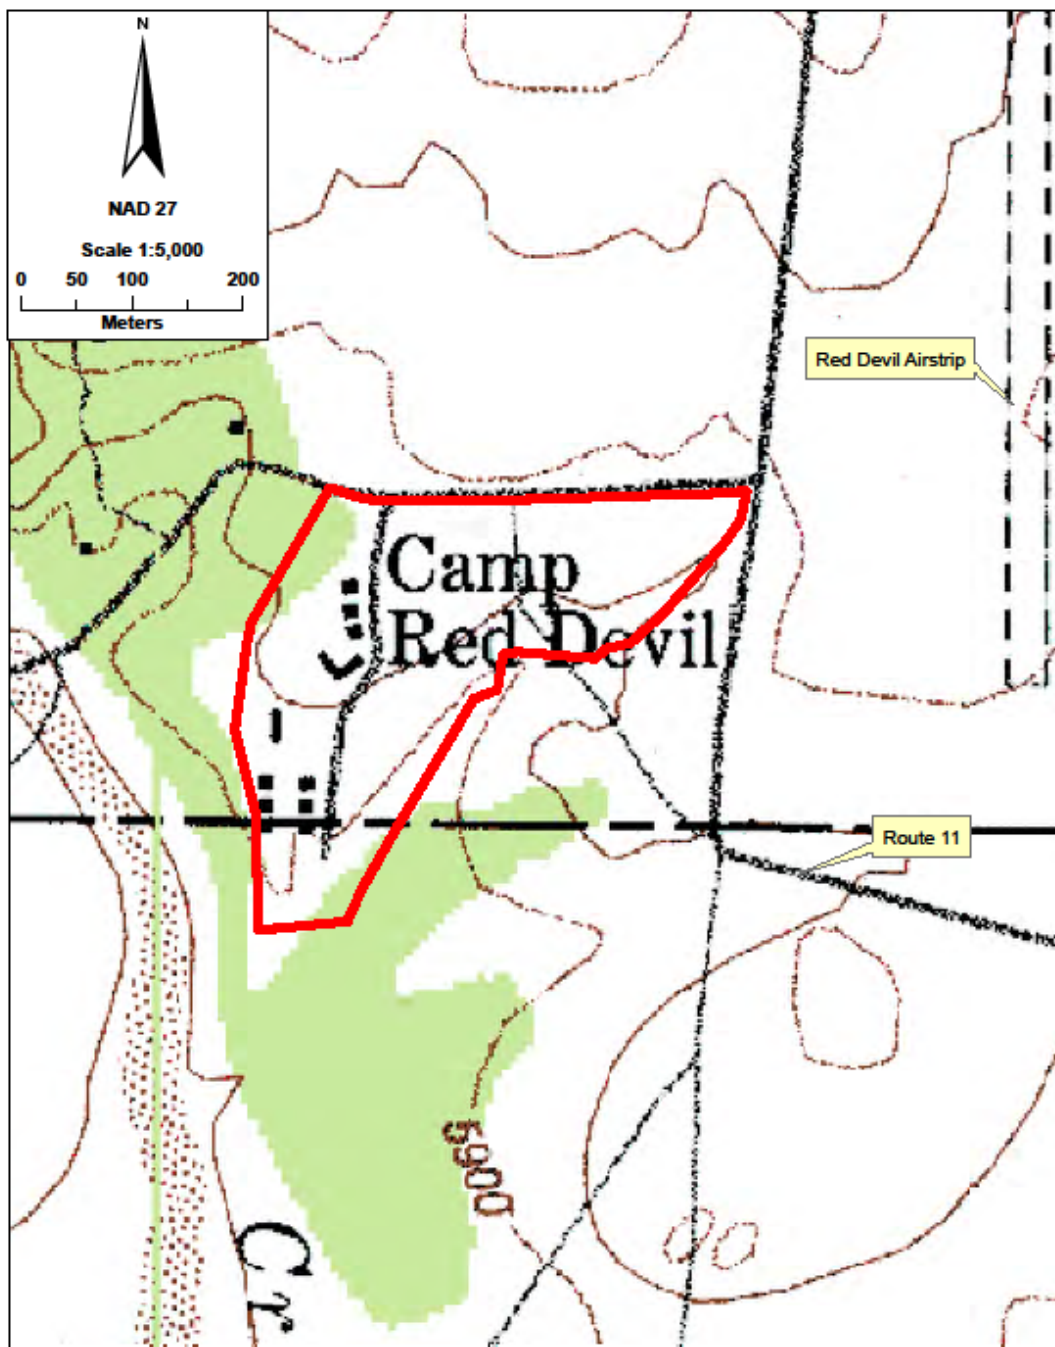 N
NAD 27
Scale 1:5,000
0 50 100 200
Meters
Red Devil Airstrip
Camp
Red Devil
Route 11
5900
Cr